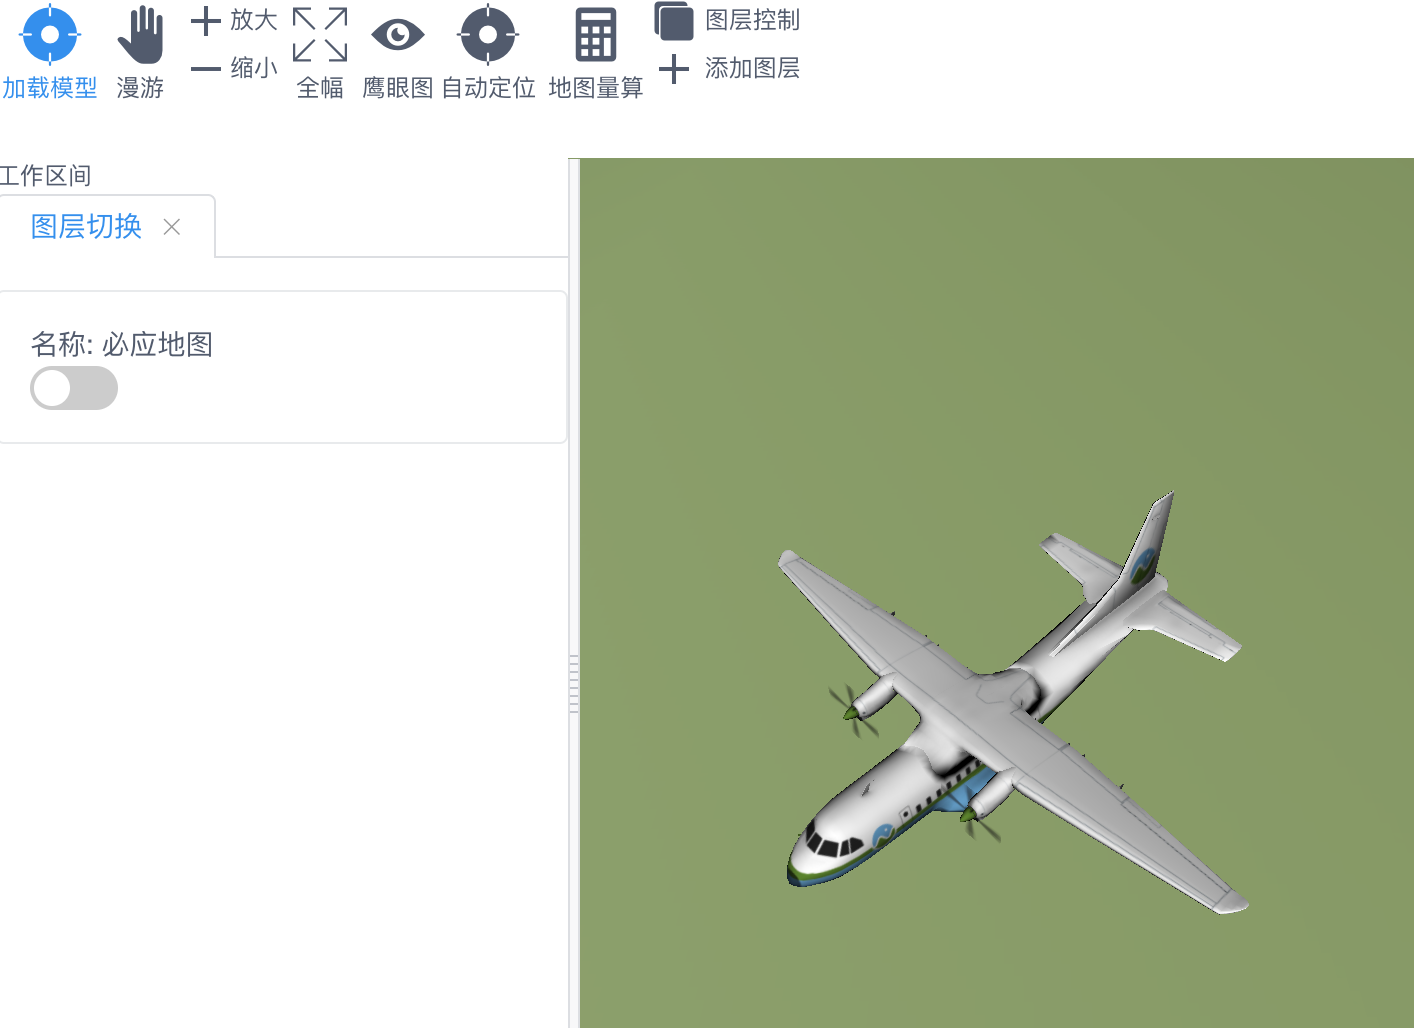 放大
图层控制
缩小
添加图层
加载模型 漫游 全幅 鹰眼图 自动定位 地图量算
工作区间
图层切换
名称: 必应地图